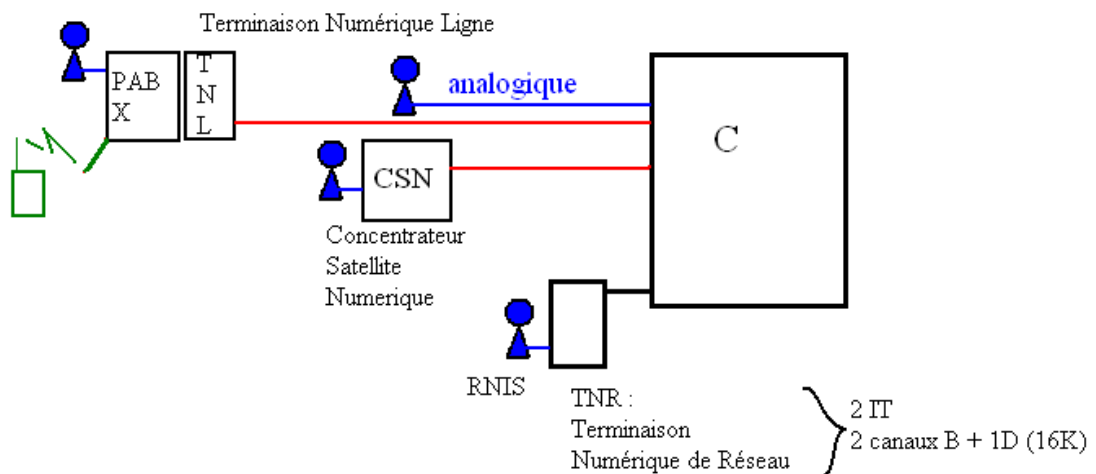 Terminaison Numérique Ligne
PAB
X
T
N
L
analogique
C
CSN
Concentrateur
Satellite
Numerique
RNIS
TNR :
Terminaison
Numérique de Réseau
2 IT
2 canaux B + 1D (16K)